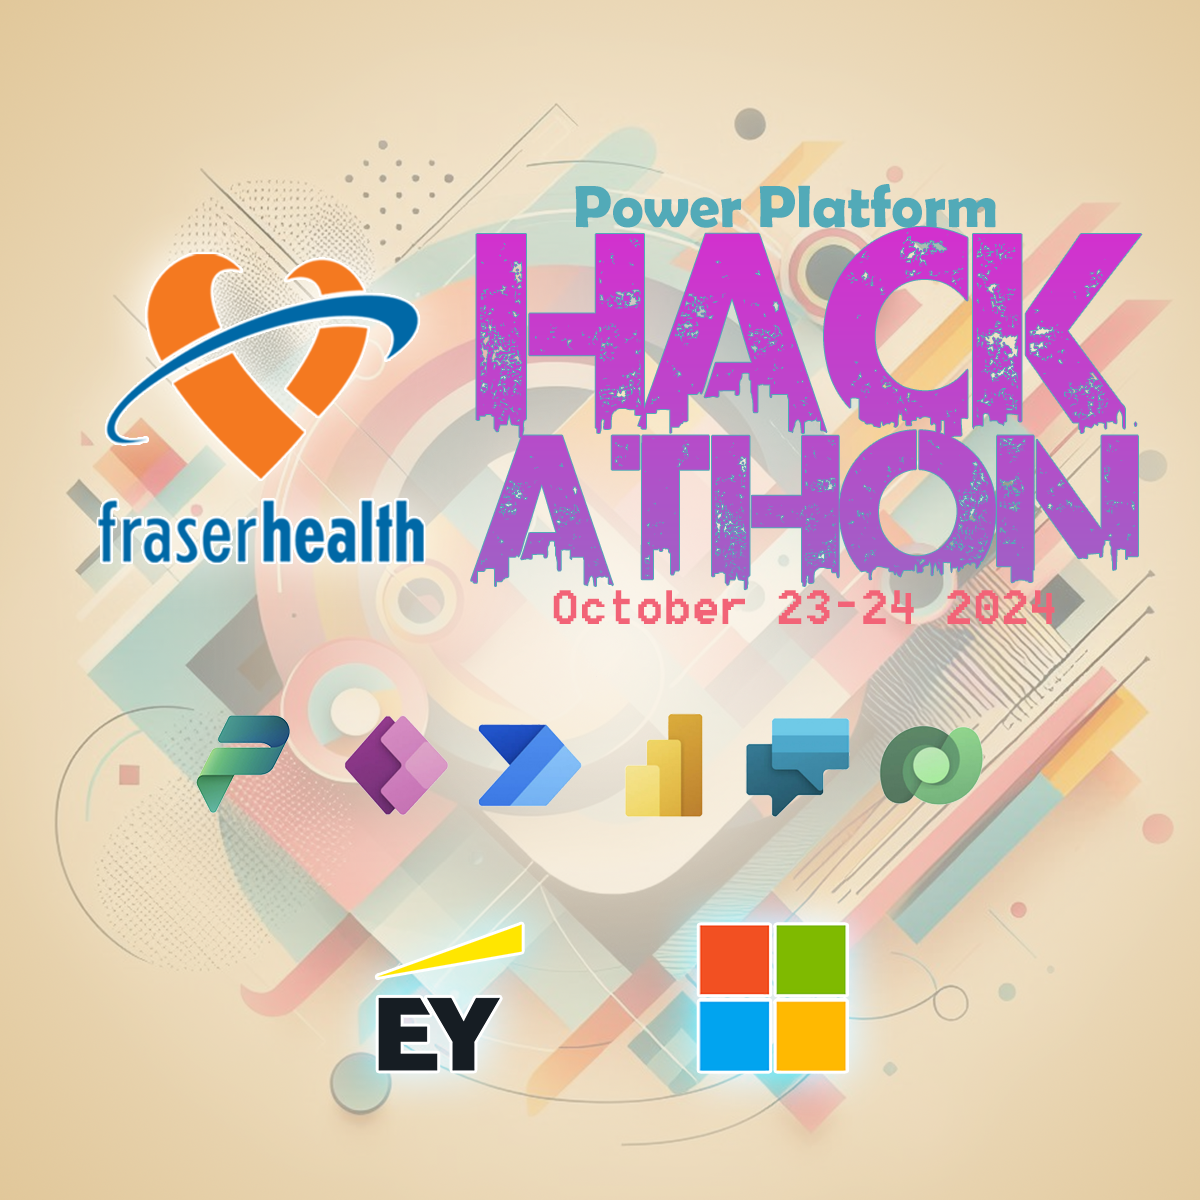 Power Platform
HACK
ATHON
October 23-24 2024
fraserhealth
EY